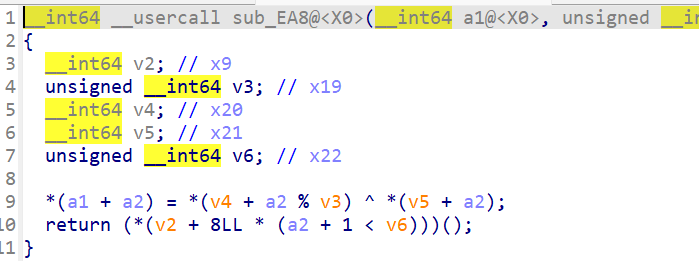 1 __int64 __usercall sub_EA8@<X0>(__int64 a1@<X0>, unsigned __in
2 {
3 __int64 v2; // x9
4 unsigned __int64 v3; // x19
5 __int64 v4; // x20
6 __int64 v5; // x21
7 unsigned __int64 v6; // x22
8
9 *(a1 + a2) = *(v4 + a2 % v3) ^ *(v5 + a2);
10 return (*(v2 + 8LL * (a2 + 1 < v6)))();
11 }